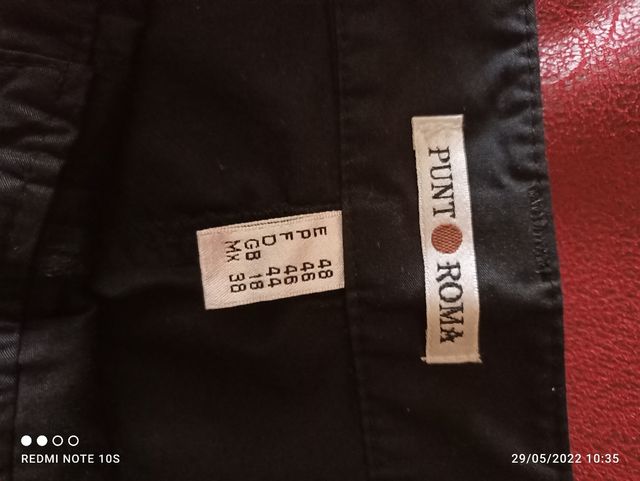 PUNT ROMA
E 48
P 46
F 46
D 44
GB 18
Mx 38
REDMI NOTE 10S
29/05/2022 10:35